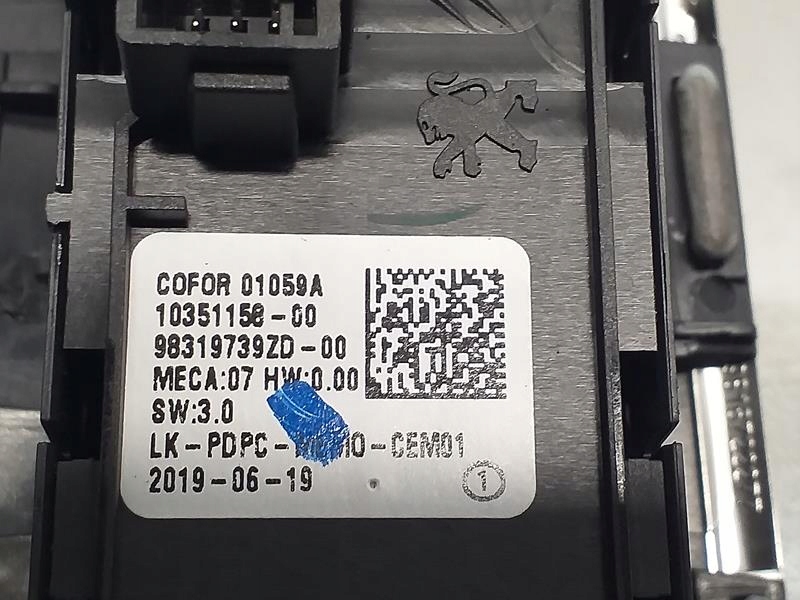 COFOR 01059A
10351158-00
98319739ZD-00
MECA:07 HW:0.00
SW:3.0
LK-PDPC-
-CEM01
2019-06-19
1